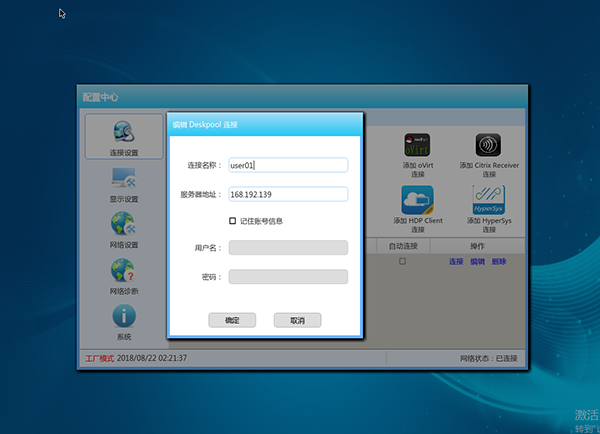 配置中心
编辑 Deskpool 连接
连接设置
显示设置
网络设置
网络诊断
系统
连接名称： user01
服务器地址： 168.192.139
记住账号信息
用户名：
密码：
确定 取消
oVirt
添加 oVirt
连接
添加 Citrix Receiver
连接
HDP
添加 HDP Client
连接
HyperSys
添加 HyperSys
连接
自动连接 操作
连接 编辑 删除
工厂模式 2018/08/22 02:21:37 网络状态：已连接
激活
转到"